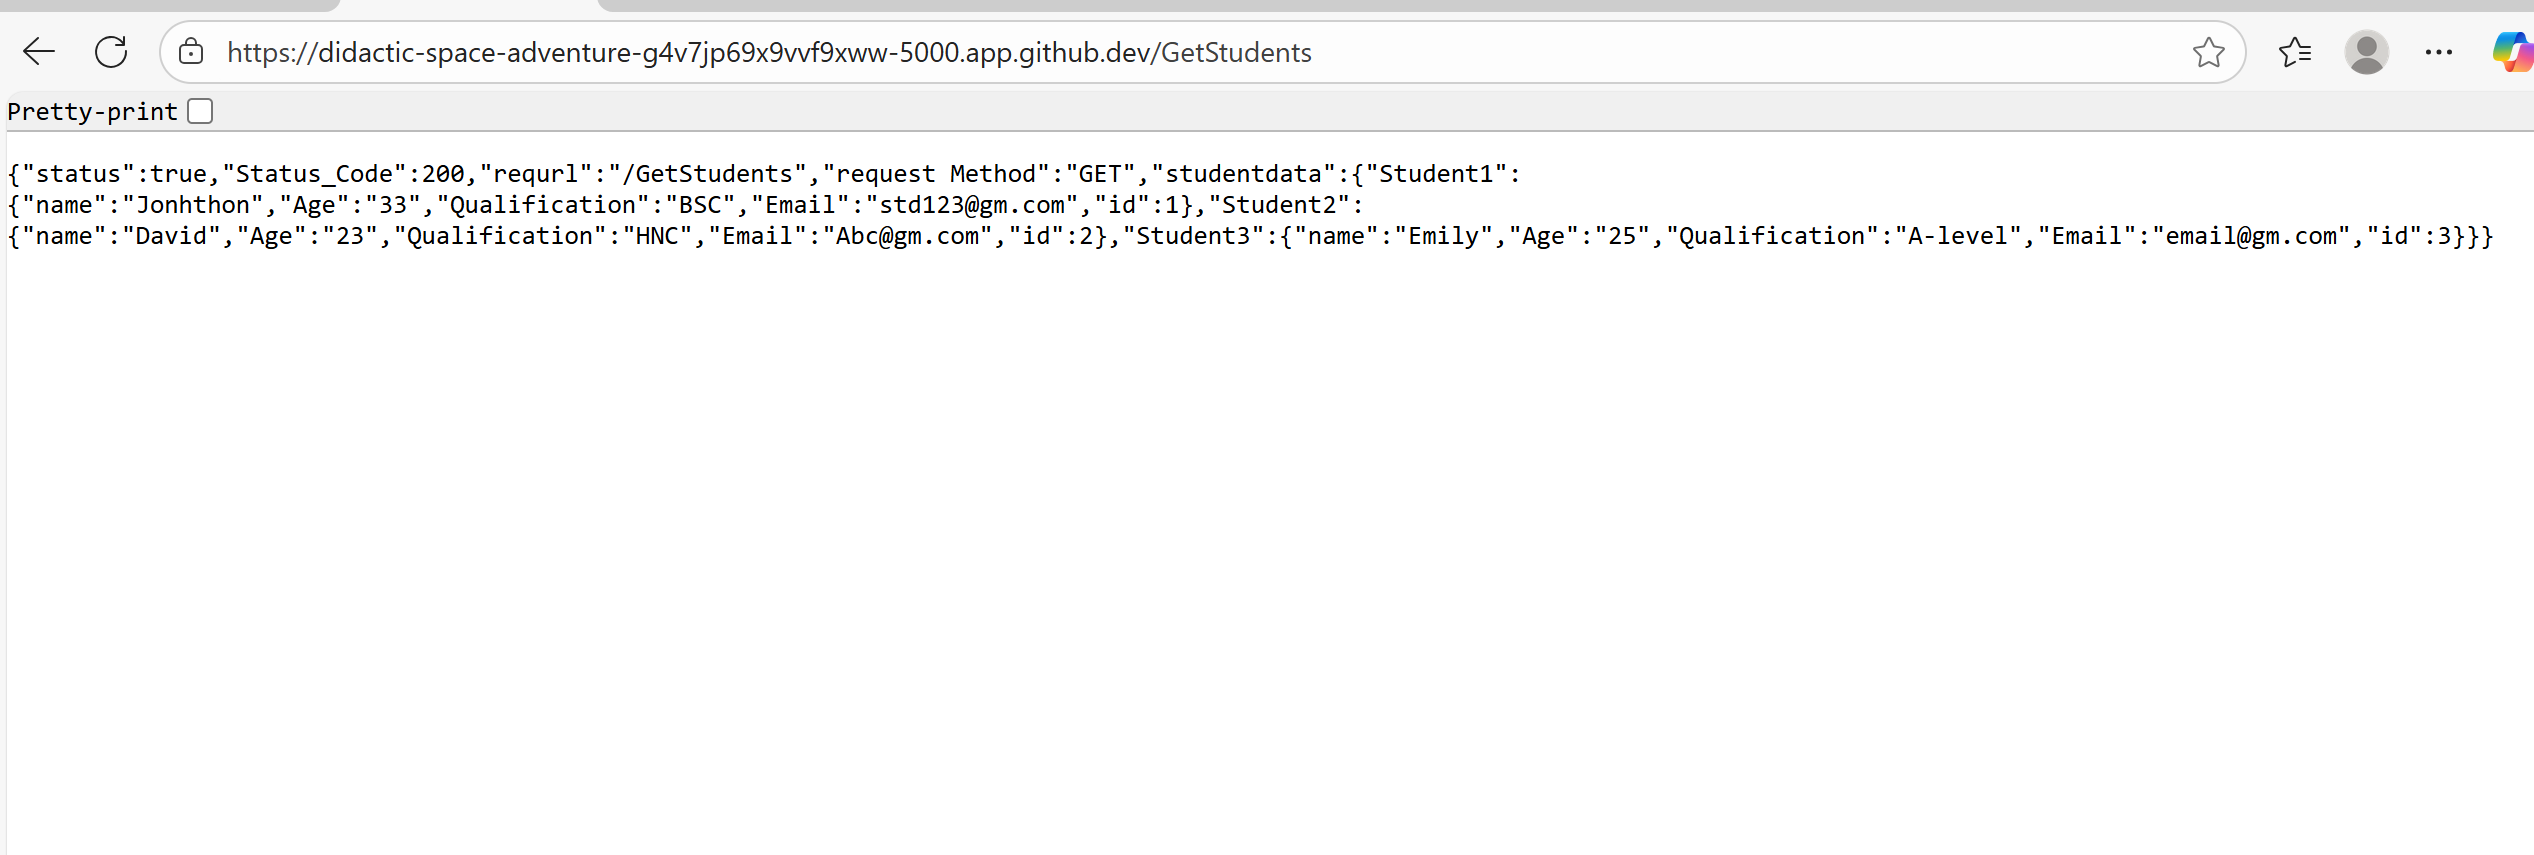 https://didactic-space-adventure-g4v7jp69x9vvf9xww-5000.app.github.dev/GetStudents
Pretty-print
{"status":true,"Status_Code":200,"requrl":"/GetStudents","request Method":"GET","studentdata":{"Student1":
{"name":"Jonhthon","Age":"33","Qualification":"BSC","Email":"std123@gm.com","id":1},"Student2":
{"name":"David","Age":"23","Qualification":"HNC","Email":"Abc@gm.com","id":2},"Student3":{"name":"Emily","Age":"25","Qualification":"A-level","Email":"email@gm.com","id":3}}}